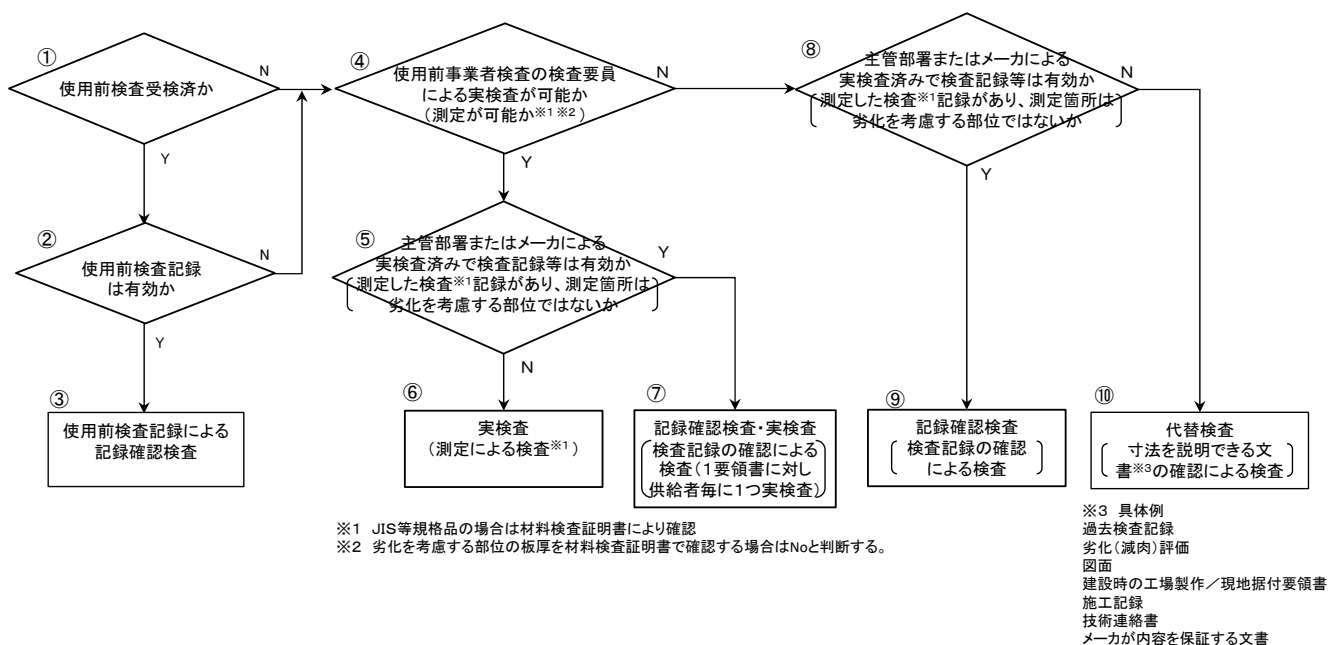 ①
使用前検査受検済か
N
Y
②
使用前検査記録
は有効か
N
Y
③
使用前検査記録による
記録確認検査
④
使用前事業者検査の検査要員
による実検査が可能か
(測定が可能か※1 ※2)
N
Y
⑤
主管部署またはメーカによる
実検査済みで検査記録等は有効か
測定した検査※1記録があり、測定箇所は
劣化を考慮する部位ではないか
Y
N
⑥
実検査
(測定による検査※1)
⑦
記録確認検査・実検査
検査記録の確認による
検査(1要領書に対し
供給者毎に1つ実検査)
⑧
主管部署またはメーカによる
実検査済みで検査記録等は有効か
測定した検査※1記録があり、測定箇所は
劣化を考慮する部位ではないか
N
Y
⑨
記録確認検査
検査記録の確認
による検査
⑩
代替検査
寸法を説明できる文
書※3の確認による検査
※1 JIS等規格品の場合は材料検査証明書により確認
※2 劣化を考慮する部位の板厚を材料検査証明書で確認する場合はNoと判断する。
※3 具体例
過去検査記録
劣化(減肉)評価
図面
建設時の工場製作/現地据付要領書
施工記録
技術連絡書
メーカが内容を保証する文書